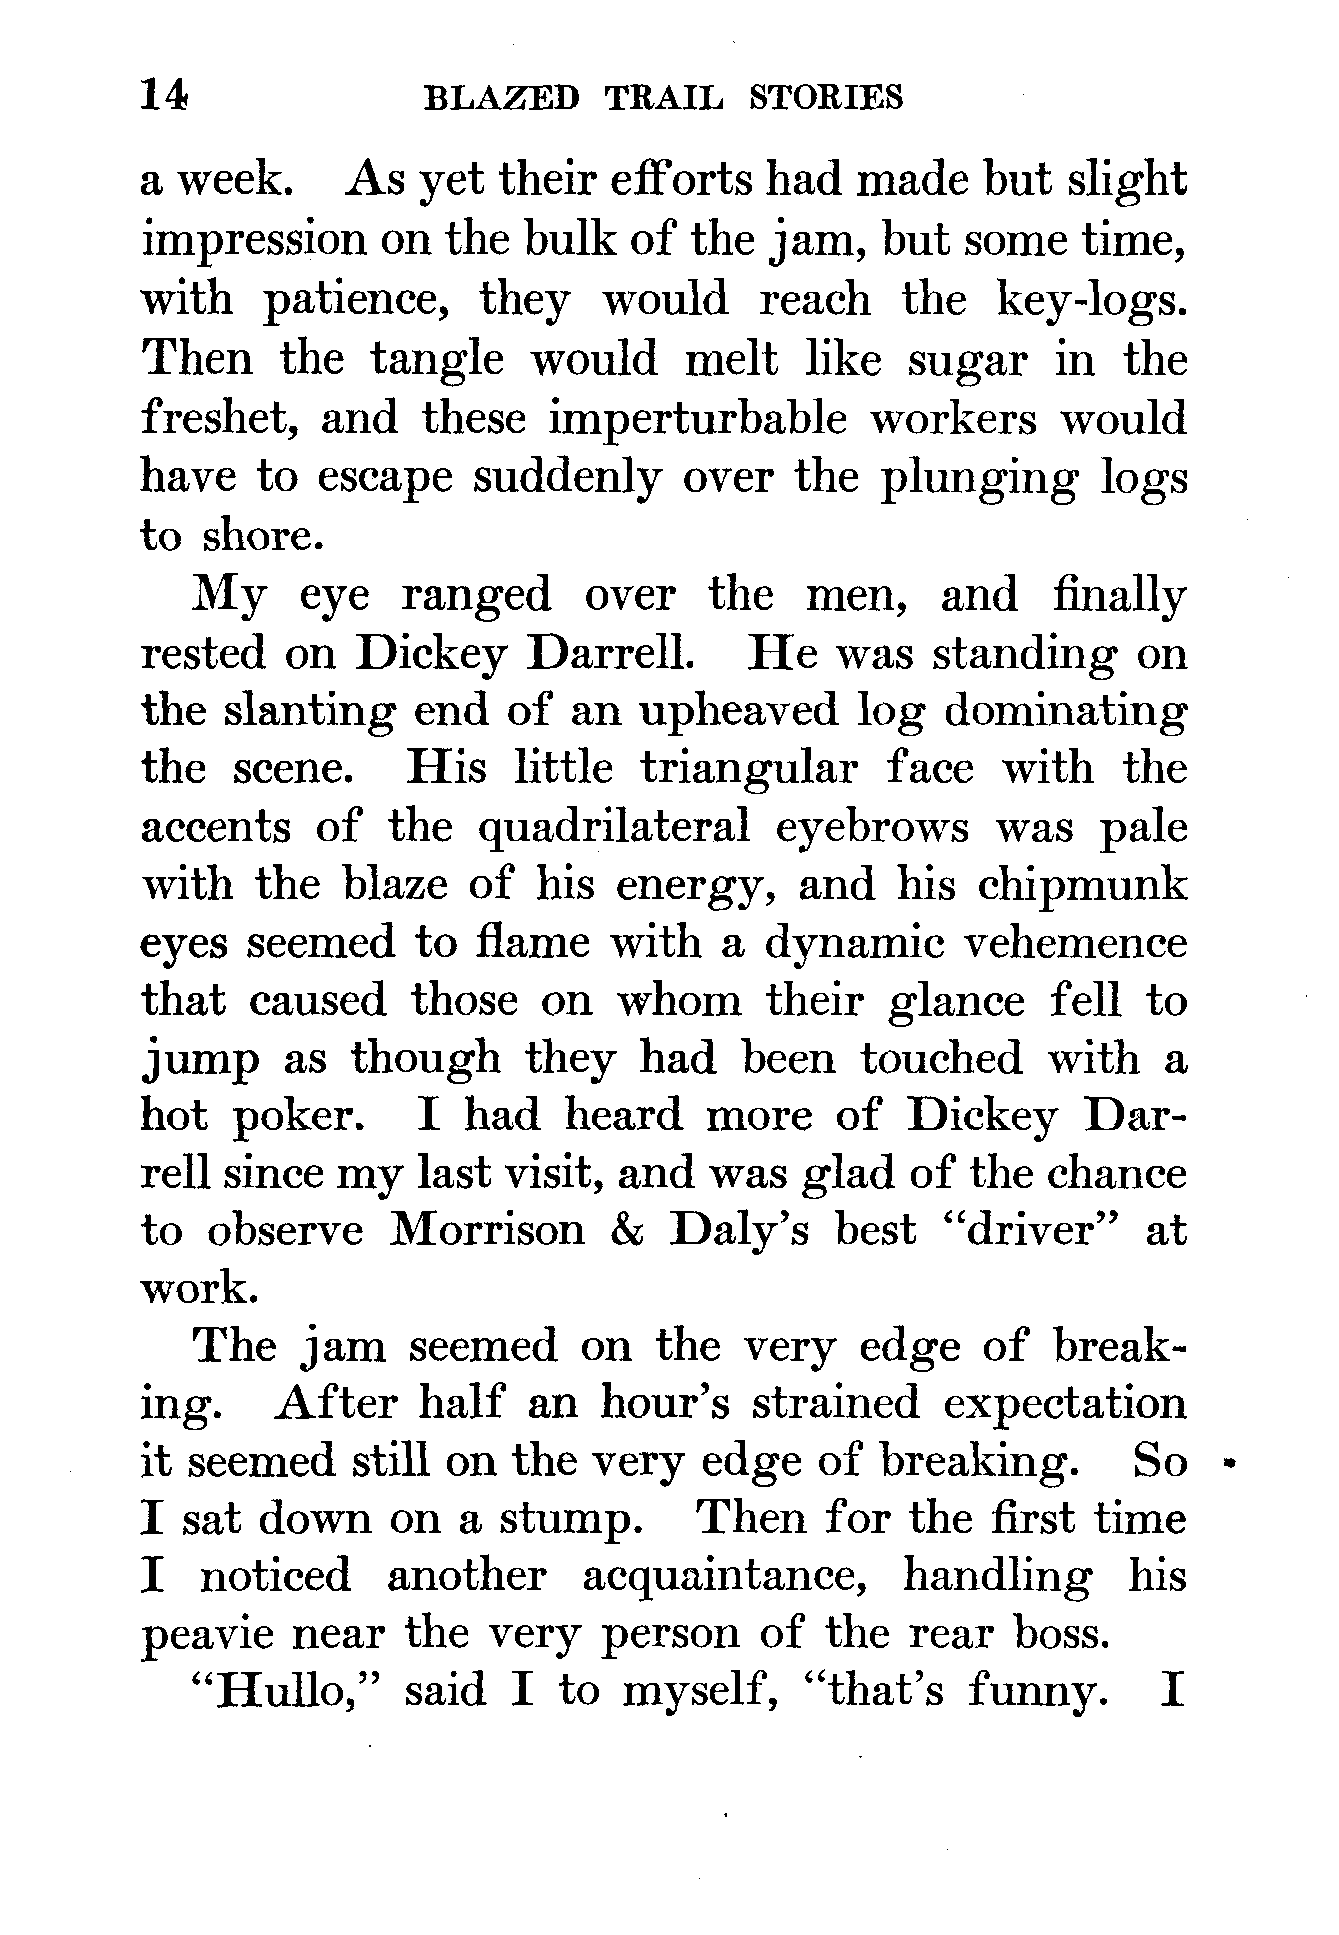 14 BLAZED TRAIL STORIES
a week. As yet their efforts had made but slight
impression on the bulk of the jam, but some time,
with patience, they would reach the key-logs.
Then the tangle would melt like sugar in the
freshet, and these imperturbable workers would
have to escape suddenly over the plunging logs
to shore.
My eye ranged over the men, and finally
rested on Dickey Darrell. He was standing on
the slanting end of an upheaved log dominating
the scene. His little triangular face with the
accents of the quadrilateral eyebrows was pale
with the blaze of his energy, and his chipmunk
eyes seemed to flame with a dynamic vehemence
that caused those on whom their glance fell to
jump as though they had been touched with a
hot poker. I had heard more of Dickey Dar-
rell since my last visit, and was glad of the chance
to observe Morrison & Daly's best “driver” at
work.
The jam seemed on the very edge of break-
ing. After half an hour's strained expectation
it seemed still on the very edge of breaking. So
I sat down on a stump. Then for the first time
I noticed another acquaintance, handling his
peavie near the very person of the rear boss.
“Hullo,” said I to myself, “that's funny. I